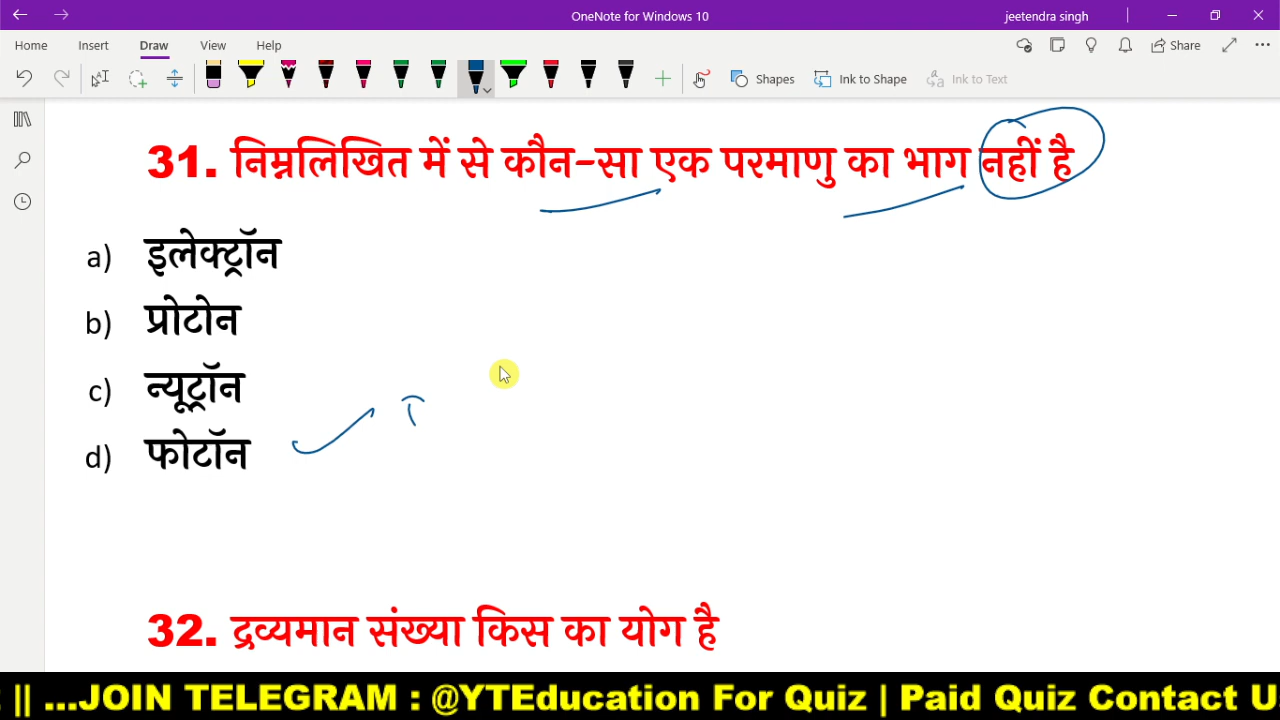 OneNote for Windows 10
jeetendra singh
Home Insert Draw View Help
Share
Shapes Ink to Shape Ink to Text
31. निम्नलिखित में से कौन-सा एक परमाणु का भाग नहीं है
a) इलेक्ट्रॉन
b) प्रोटोन
c) न्यूट्रॉन
d) फोटॉन
32. द्रव्यमान संख्या किस का योग है
|| ...JOIN TELEGRAM : @YTEducation For Quiz | Paid Quiz Contact U